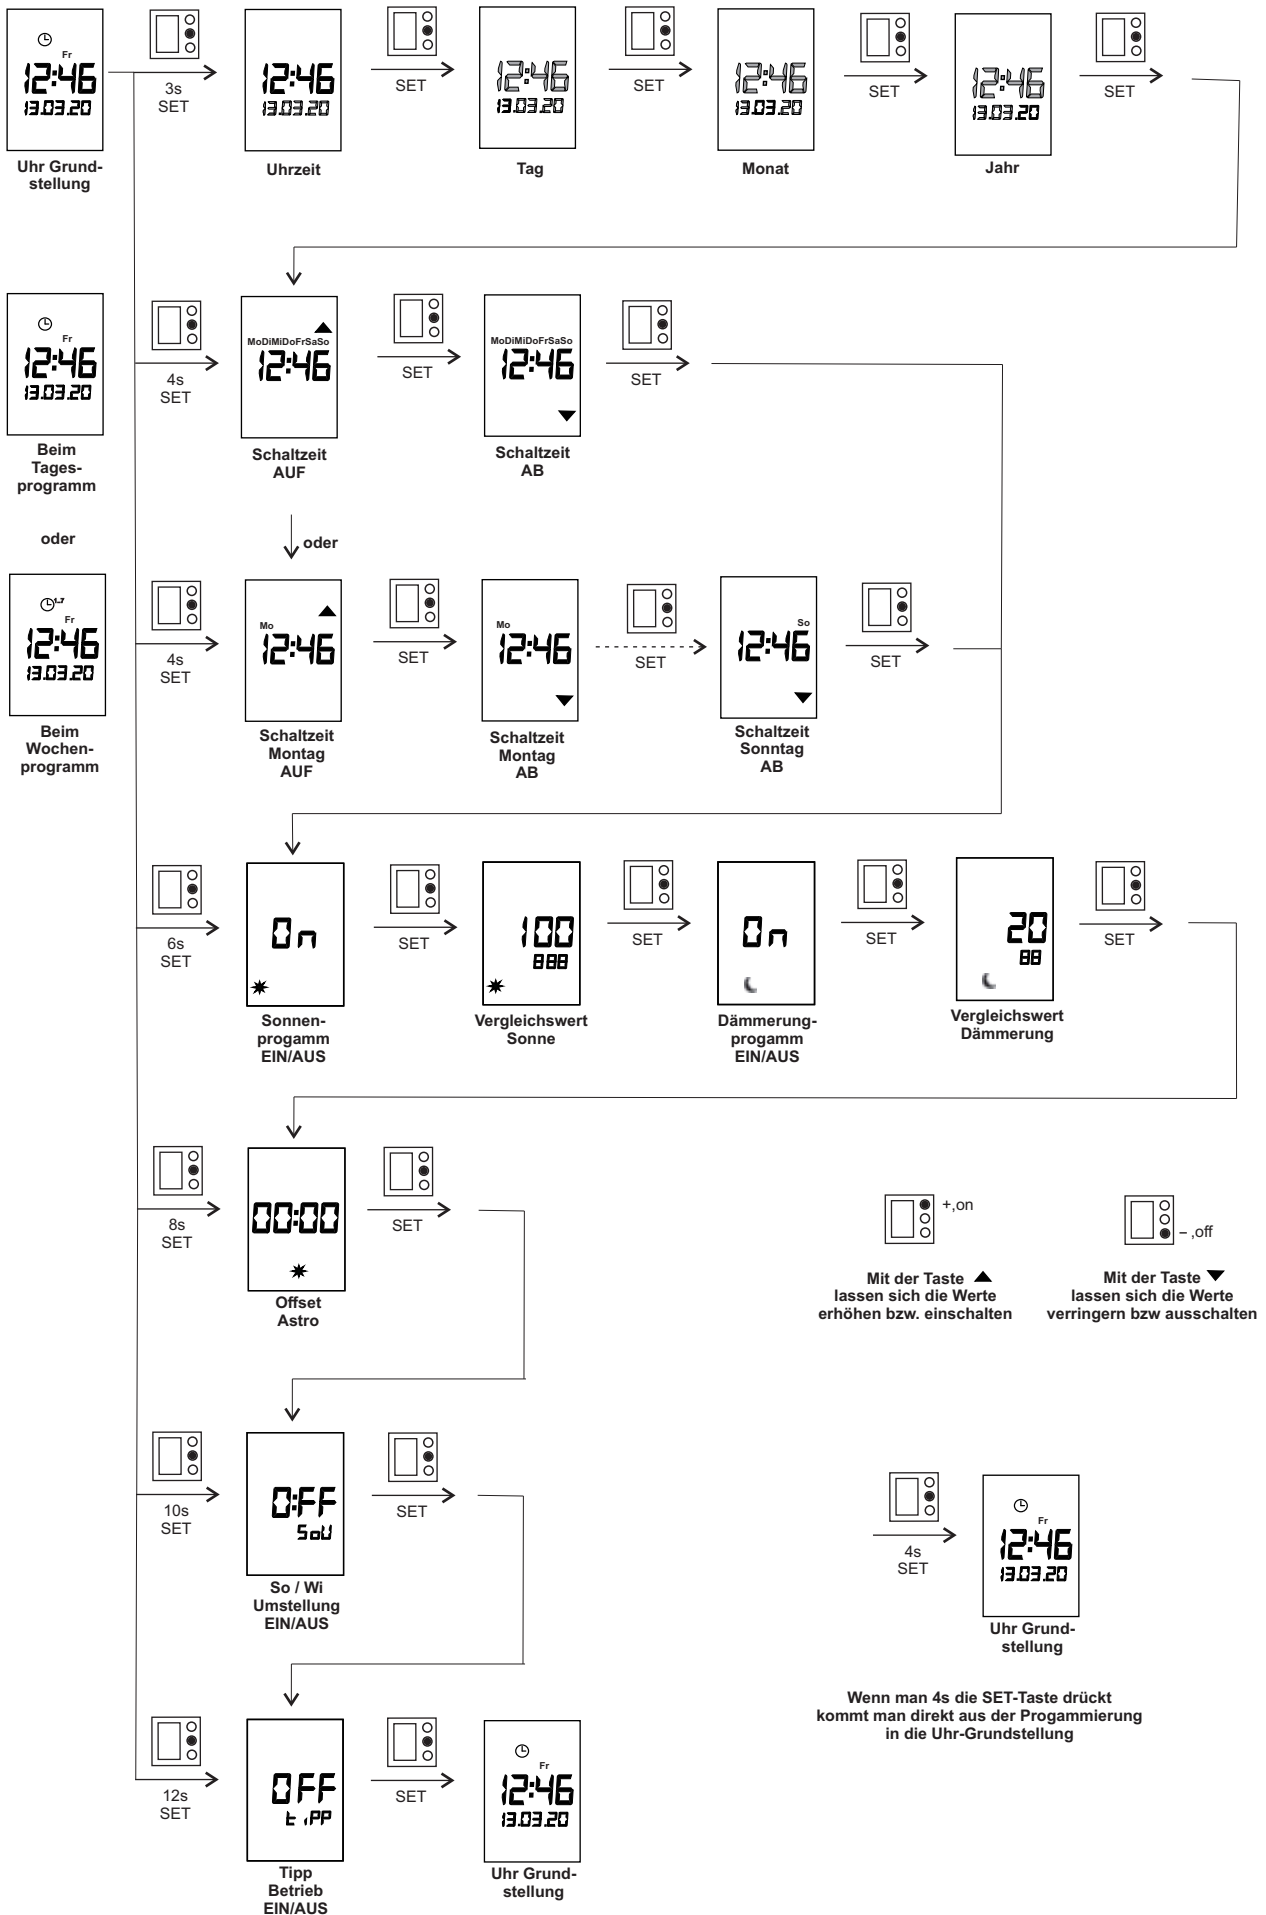 Fr
12:46
13.03.20
Uhr Grund-
stellung
3s
SET
12:46
13.03.20
Uhrzeit
SET
12:46
13.03.20
Tag
SET
12:46
13.03.20
Monat
SET
12:46
13.03.20
Jahr
SET
Fr
12:46
13.03.20
Beim
Tages-
programm
4s
SET
MoDiMiDoFrSaSo
12:46
Schaltzeit
AUF
SET
MoDiMiDoFrSaSo
12:46
Schaltzeit
AB
SET
oder
oder
1..7
Fr
12:46
13.03.20
Beim
Wochen-
programm
4s
SET
Mo
12:46
Schaltzeit
Montag
AUF
SET
Mo
12:46
Schaltzeit
Montag
AB
SET
So
12:46
Schaltzeit
Sonntag
AB
SET
6s
SET
On
Sonnen-
progamm
EIN/AUS
SET
100
888
Vergleichswert
Sonne
SET
On
Dämmerung-
progamm
EIN/AUS
SET
20
88
Vergleichswert
Dämmerung
SET
8s
SET
00:00
Offset
Astro
SET
+,on
Mit der Taste ▲
lassen sich die Werte
erhöhen bzw. einschalten
– ,off
Mit der Taste ▼
lassen sich die Werte
verringern bzw ausschalten
10s
SET
0:FF
SoU
So / Wi
Umstellung
EIN/AUS
SET
4s
SET
Fr
12:46
13.03.20
Uhr Grund-
stellung
Wenn man 4s die SET-Taste drückt
kommt man direkt aus der Progammierung
in die Uhr-Grundstellung
12s
SET
OFF
tiPP
Tipp
Betrieb
EIN/AUS
SET
Fr
12:46
13.03.20
Uhr Grund-
stellung